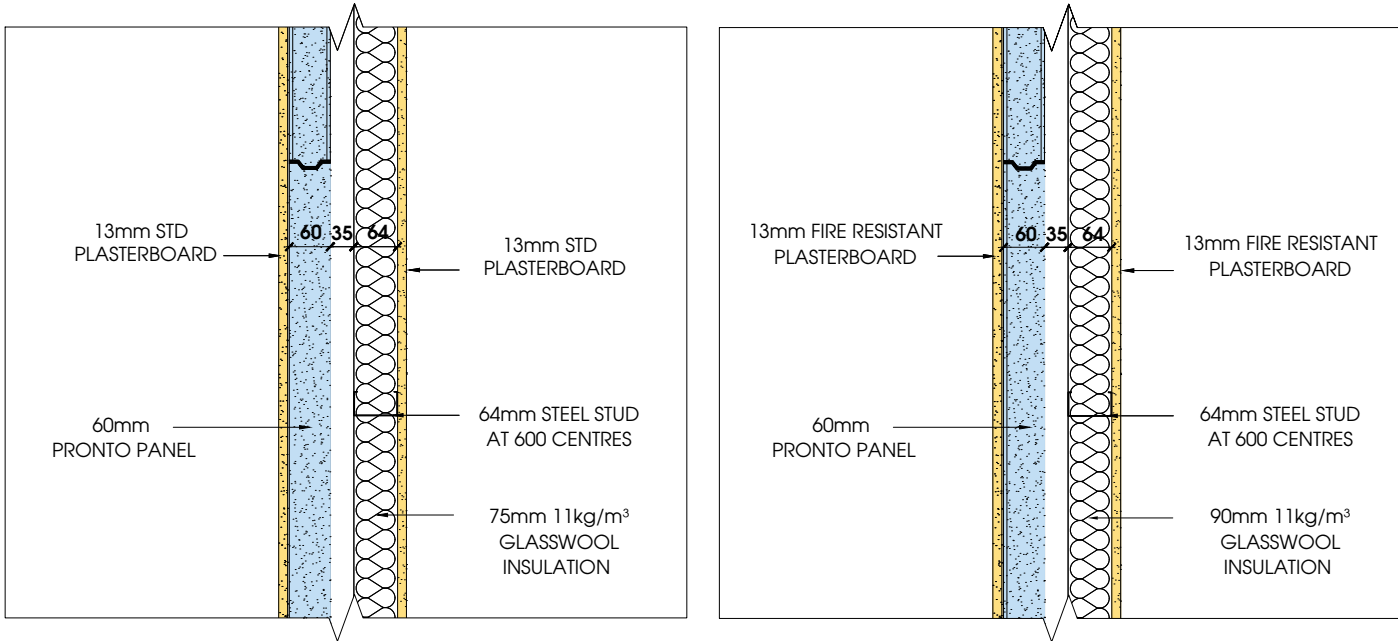 13mm STD
PLASTERBOARD
60 35 64
13mm STD
PLASTERBOARD
60mm
PRONTO PANEL
64mm STEEL STUD
AT 600 CENTRES
75mm 11kg/m³
GLASSWOOL
INSULATION
13mm FIRE RESISTANT
PLASTERBOARD
60 35 64
13mm FIRE RESISTANT
PLASTERBOARD
60mm
PRONTO PANEL
64mm STEEL STUD
AT 600 CENTRES
90mm 11kg/m³
GLASSWOOL
INSULATION